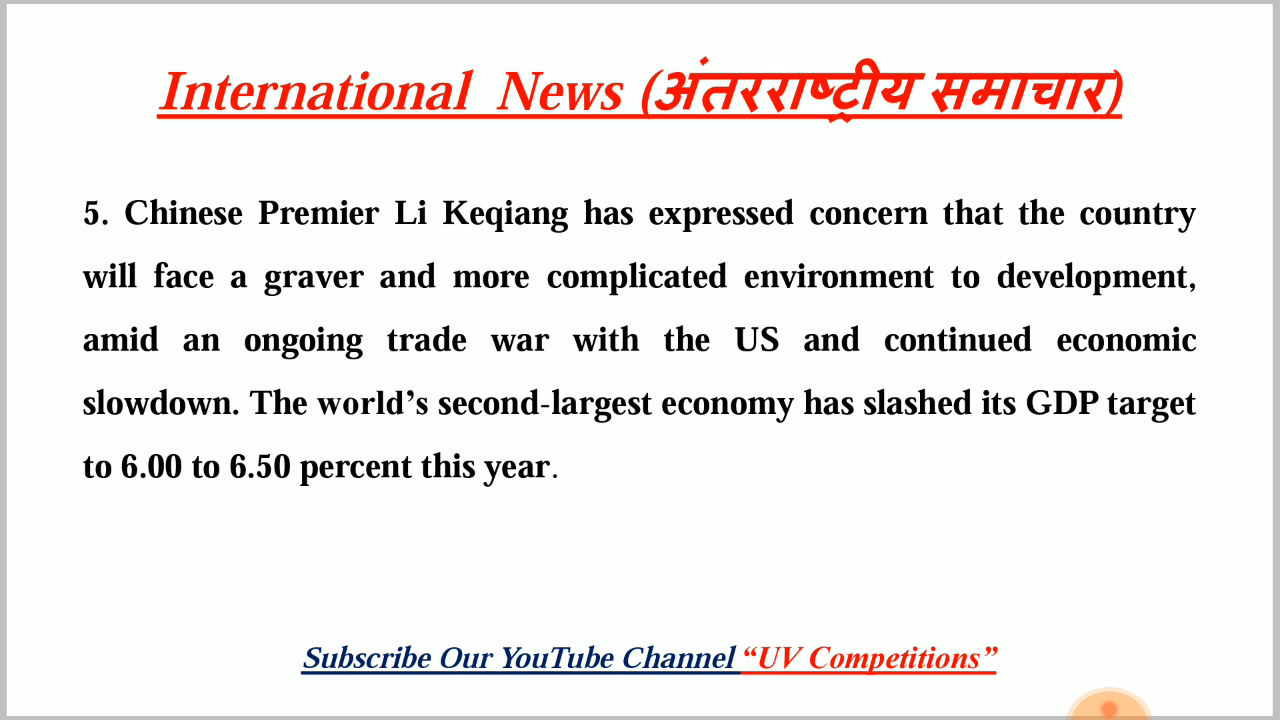 International News (अंतरराष्ट्रीय समाचार)
5. Chinese Premier Li Keqiang has expressed concern that the country
will face a graver and more complicated environment to development,
amid an ongoing trade war with the US and continued economic
slowdown. The world’s second-largest economy has slashed its GDP target
to 6.00 to 6.50 percent this year.
Subscribe Our YouTube Channel “UV Competitions”